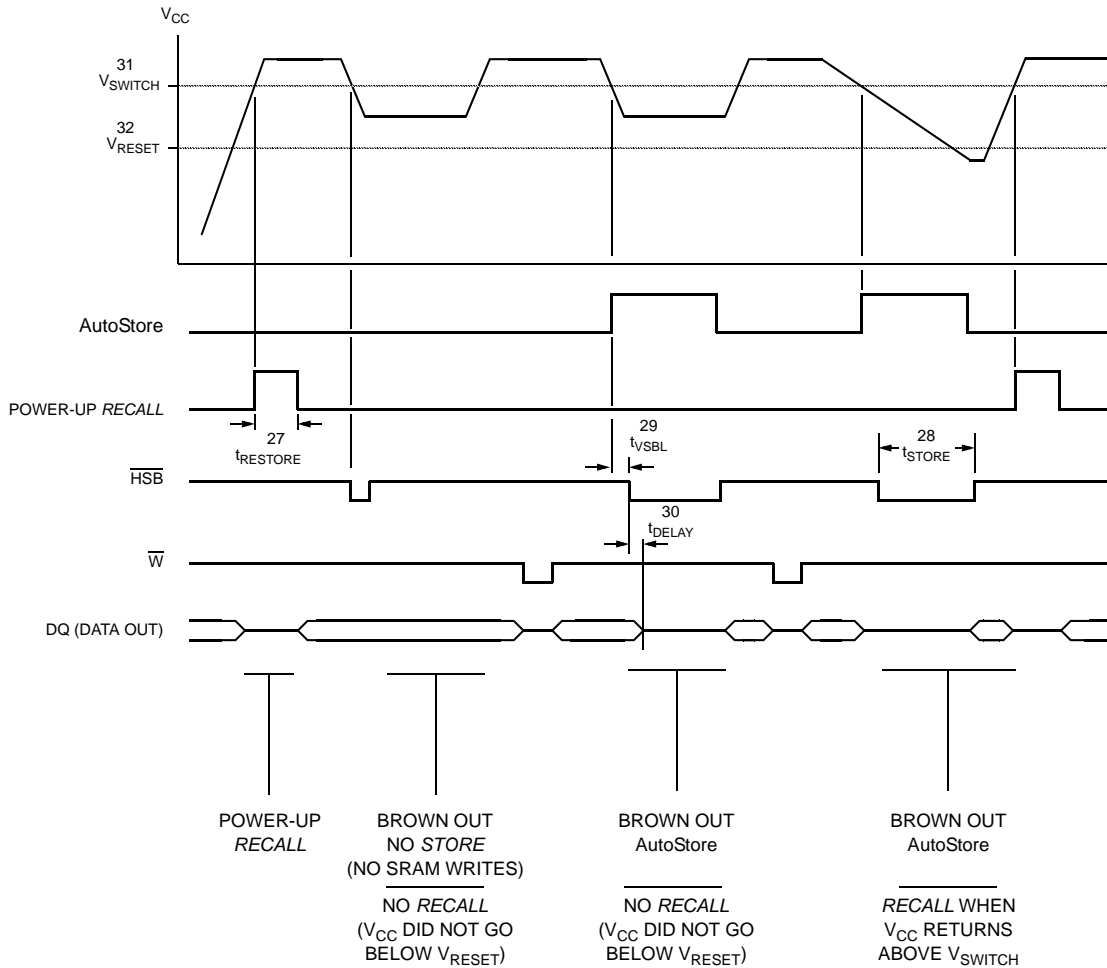 VCC
31
VSWITCH
32
VRESET
AutoStore
POWER-UP RECALL
27
tRESTORE
29
tVSBL
28
tSTORE
HSB
30
tDELAY
W
DQ (DATA OUT)
POWER-UP
RECALL
BROWN OUT
NO STORE
(NO SRAM WRITES)
NO RECALL
(VCC DID NOT GO
BELOW VRESET)
BROWN OUT
AutoStore
NO RECALL
(VCC DID NOT GO
BELOW VRESET)
BROWN OUT
AutoStore
RECALL WHEN
VCC RETURNS
ABOVE VSWITCH